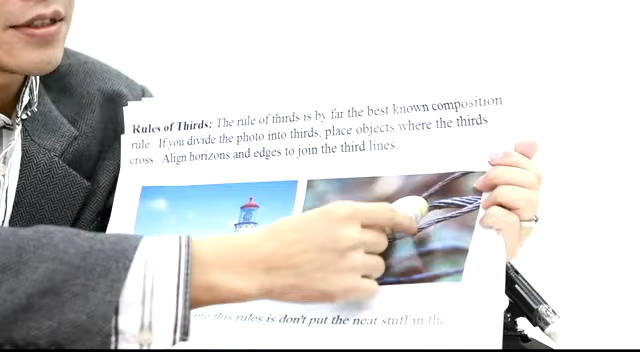 Rules of Thirds: The rule of thirds is by far the best known composition
rule. If you divide the photo into thirds, place objects where the thirds
cross. Align horizons and edges to join the third lines.
this rules is don't put the neat stuff in the